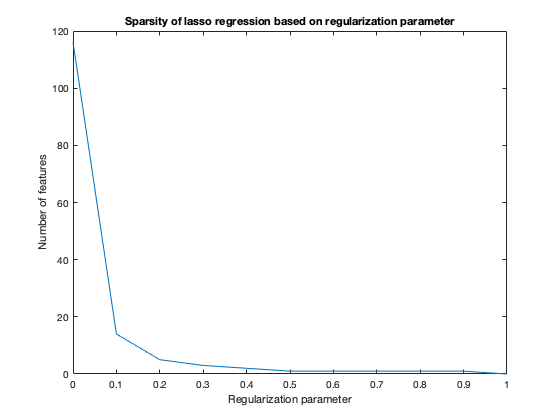 Sparsity of lasso regression based on regularization parameter
120
100
80
60
40
20
0
Number of features
0 0.1 0.2 0.3 0.4 0.5 0.6 0.7 0.8 0.9 1
Regularization parameter